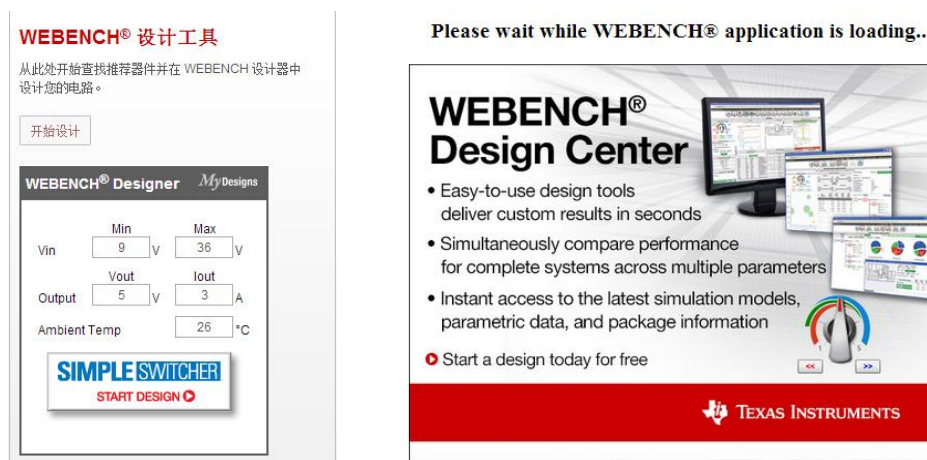 WEBENCH® 设计工具
从此处开始查找推荐器件并在 WEBENCH 设计器中
设计您的电路。
开始设计
WEBENCH® Designer MyDesigns
Min Max
Vin 9 V 36 V
Vout Iout
Output 5 V 3 A
Ambient Temp 26 °C
SIMPLE SWITCHER
START DESIGN
Please wait while WEBENCH® application is loading..
WEBENCH®
Design Center
• Easy-to-use design tools
deliver custom results in seconds
• Simultaneously compare performance
for complete systems across multiple parameters
• Instant access to the latest simulation models,
parametric data, and package information
Start a design today for free
1 5
<< >>
TEXAS INSTRUMENTS